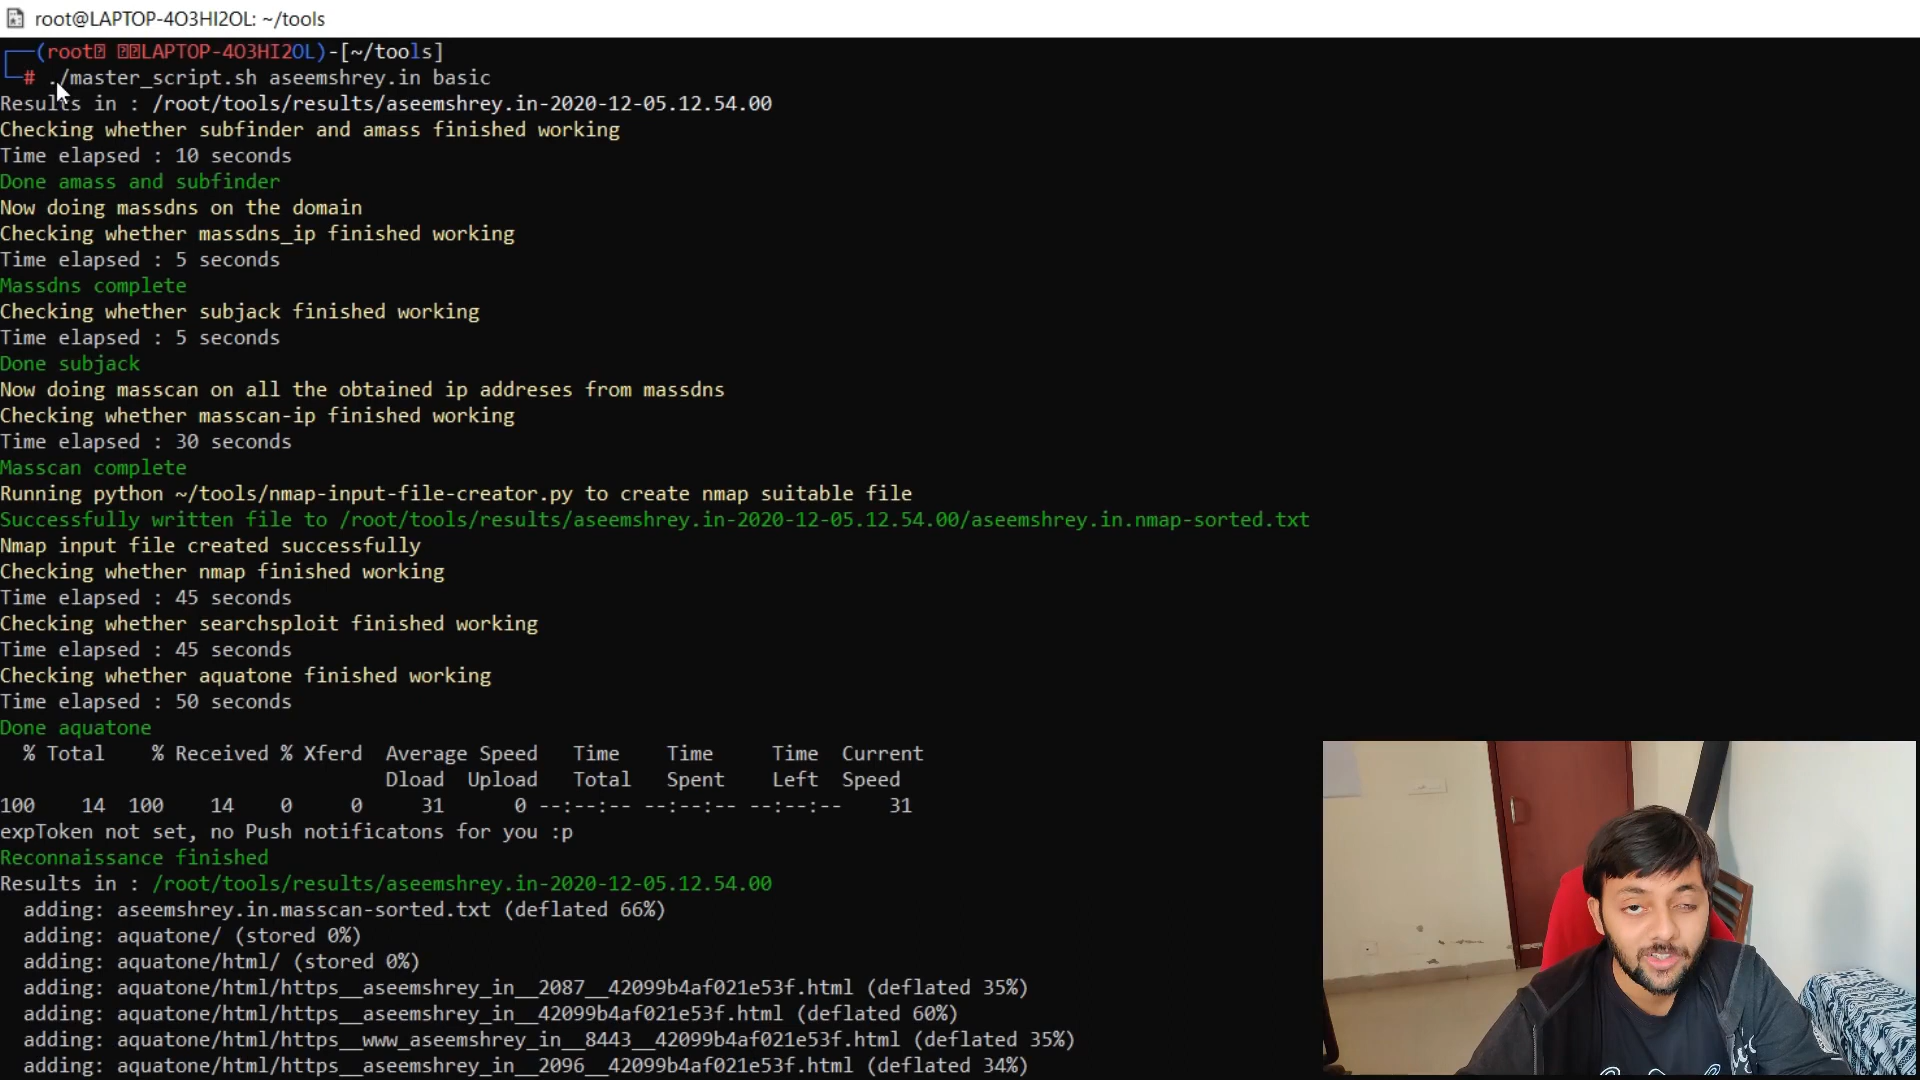 root@LAPTOP-4O3HI2OL: ~/tools
(root LAPTOP-4O3HI2OL)-[~/tools]
# ./master_script.sh aseemshrey.in basic
Results in : /root/tools/results/aseemshrey.in-2020-12-05.12.54.00
Checking whether subfinder and amass finished working
Time elapsed : 10 seconds
Done amass and subfinder
Now doing massdns on the domain
Checking whether massdns_ip finished working
Time elapsed : 5 seconds
Massdns complete
Checking whether subjack finished working
Time elapsed : 5 seconds
Done subjack
Now doing masscan on all the obtained ip addreses from massdns
Checking whether masscan-ip finished working
Time elapsed : 30 seconds
Masscan complete
Running python ~/tools/nmap-input-file-creator.py to create nmap suitable file
Successfully written file to /root/tools/results/aseemshrey.in-2020-12-05.12.54.00/aseemshrey.in.nmap-sorted.txt
Nmap input file created successfully
Checking whether nmap finished working
Time elapsed : 45 seconds
Checking whether searchsploit finished working
Time elapsed : 45 seconds
Checking whether aquatone finished working
Time elapsed : 50 seconds
Done aquatone
% Total % Received % Xferd Average Speed Time Time Time Current
Dload Upload Total Spent Left Speed
100 14 100 14 0 0 31 0 --:--:-- --:--:-- --:--:-- 31
expToken not set, no Push notificatons for you :p
Reconnaissance finished
Results in : /root/tools/results/aseemshrey.in-2020-12-05.12.54.00
adding: aseemshrey.in.masscan-sorted.txt (deflated 66%)
adding: aquatone/ (stored 0%)
adding: aquatone/html/ (stored 0%)
adding: aquatone/html/https__aseemshrey_in__2087__42099b4af021e53f.html (deflated 35%)
adding: aquatone/html/https__aseemshrey_in__42099b4af021e53f.html (deflated 60%)
adding: aquatone/html/https__www_aseemshrey_in__8443__42099b4af021e53f.html (deflated 35%)
adding: aquatone/html/https__aseemshrey_in__2096__42099b4af021e53f.html (deflated 34%)